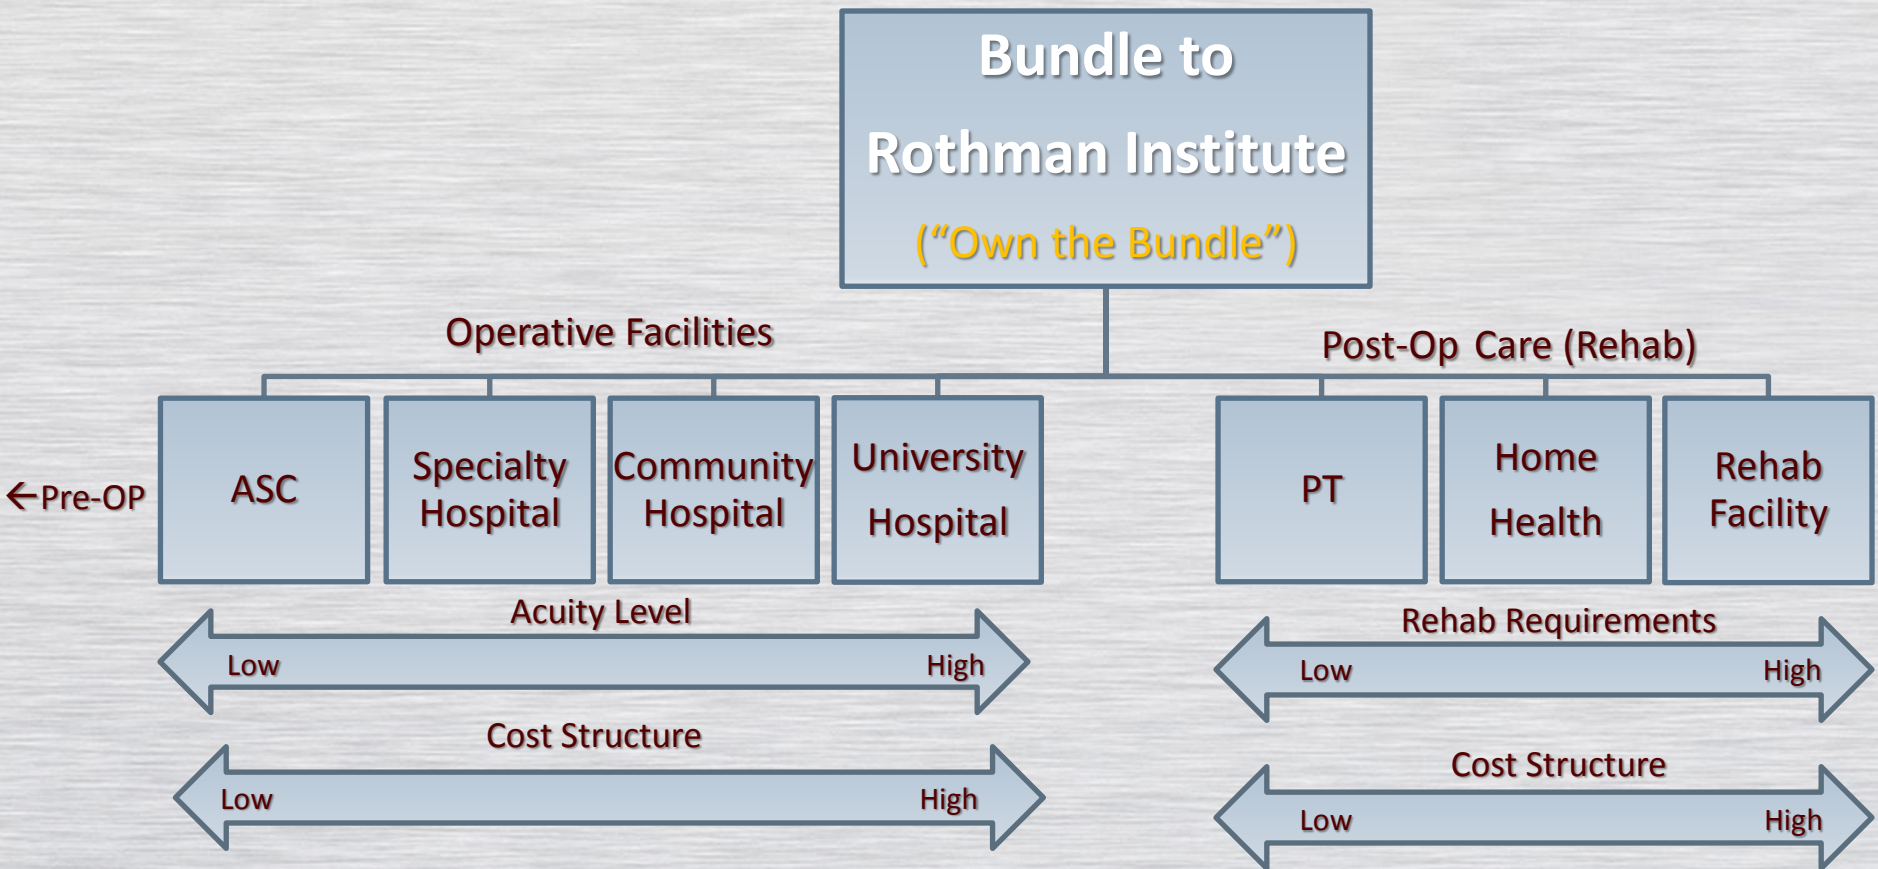 Bundle to
Rothman Institute
(“Own the Bundle”)
Operative Facilities
Post-Op Care (Rehab)
←Pre-OP
ASC
Specialty
Hospital
Community
Hospital
University
Hospital
PT
Home
Health
Rehab
Facility
Acuity Level
Low
High
Cost Structure
Low
High
Rehab Requirements
Low
High
Cost Structure
Low
High